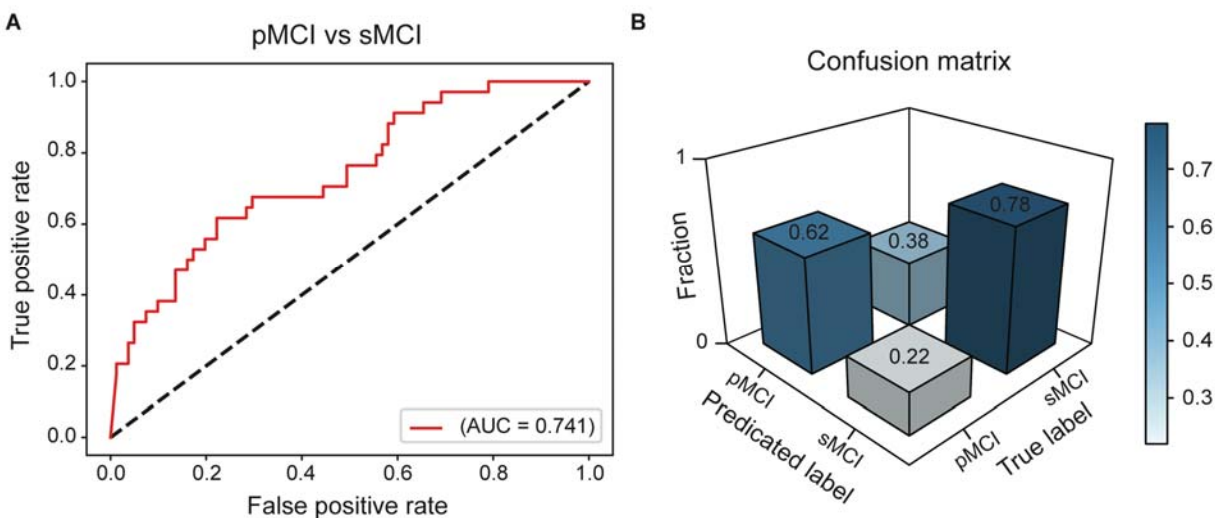 A
pMCI vs sMCI
1.0
0.8
0.6
0.4
0.2
0.0
True positive rate
0.0 0.2 0.4 0.6 0.8 1.0
False positive rate
(AUC = 0.741)
B
Confusion matrix
1
0
Fraction
0.62
0.38
0.78
0.22
pMCI
sMCI
Predicated label
pMCI
sMCI
True label
0.7
0.6
0.5
0.4
0.3